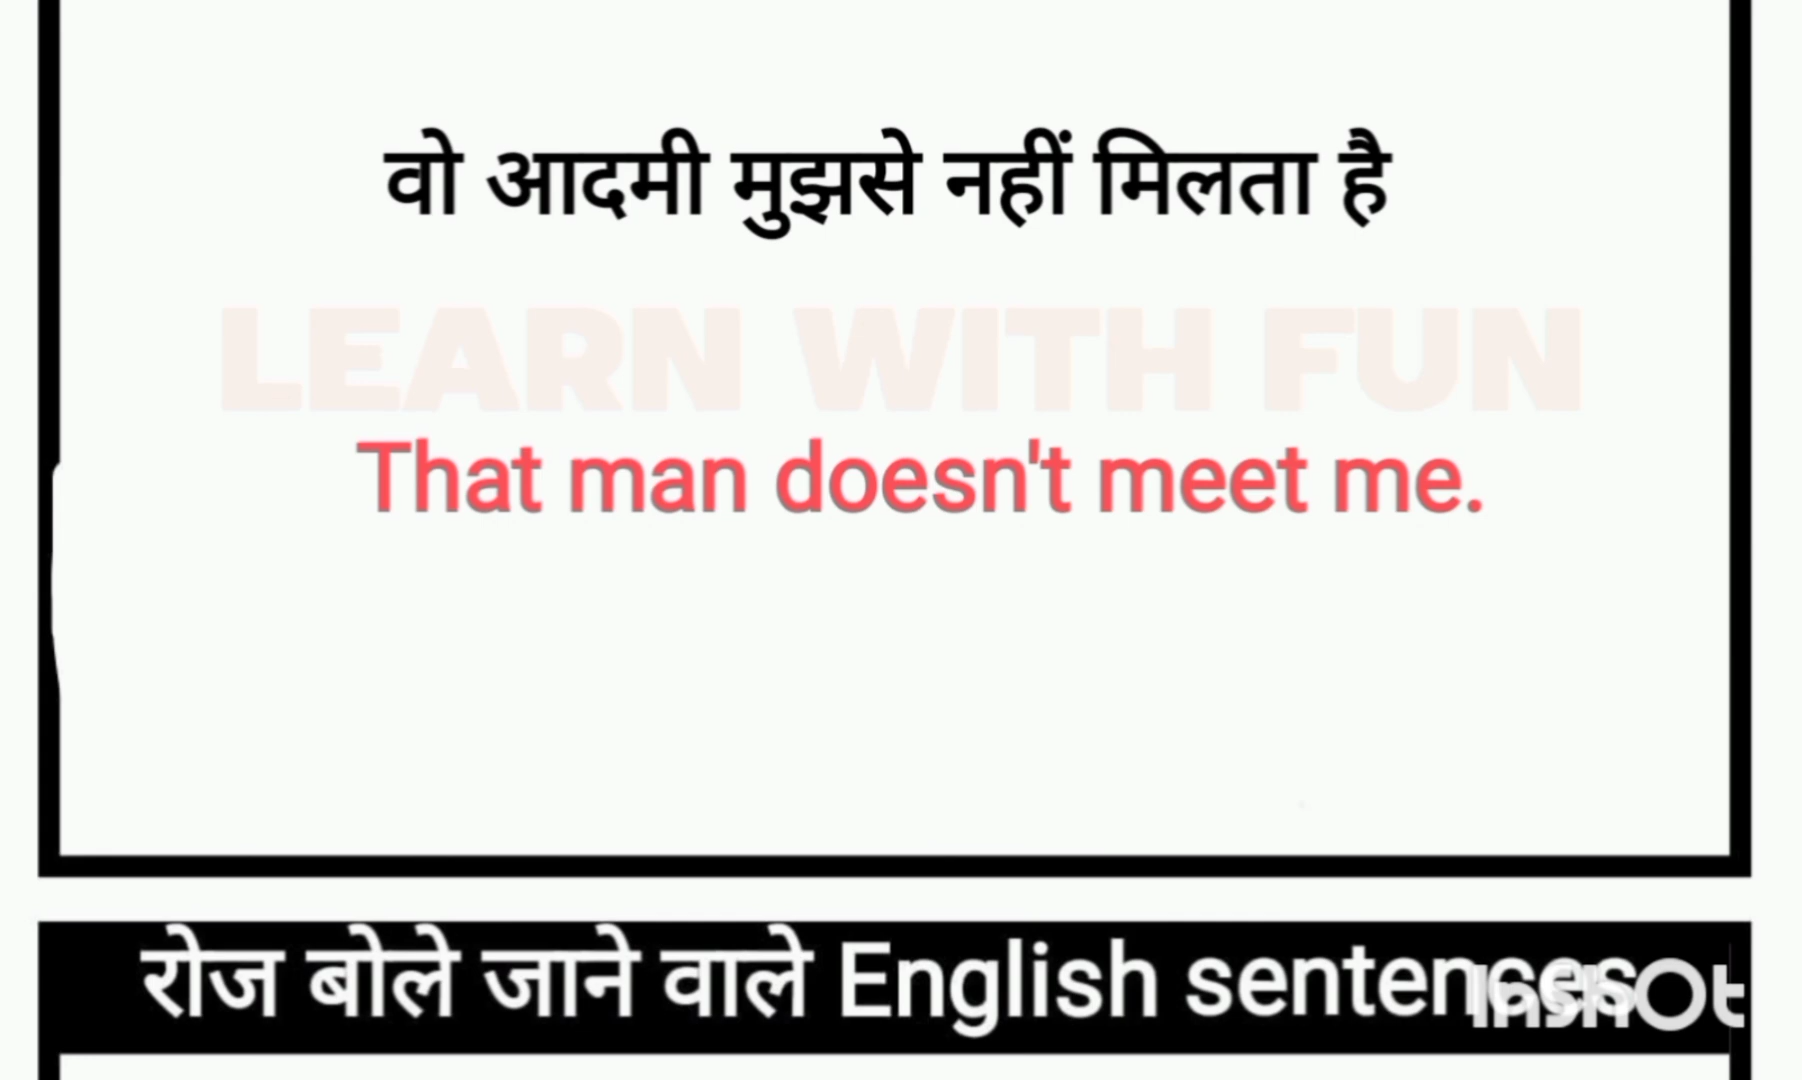 वो आदमी मुझसे नहीं मिलता है
LEARN WITH FUN
That man doesn't meet me.
रोज बोले जाने वाले English sentences
InshOt